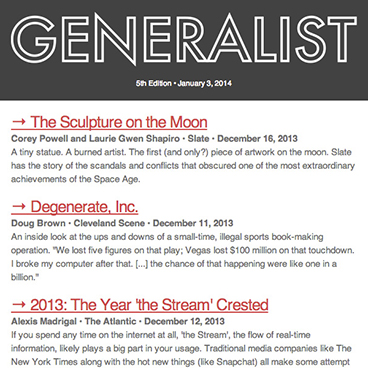 GENERALIST
5th Edition • January 3, 2014
→ The Sculpture on the Moon
Corey Powell and Laurie Gwen Shapiro • Slate • December 16, 2013
A tiny statue. A burned artist. The first (and only?) piece of artwork on the moon. Slate
has the story of the scandals and conflicts that obscured one of the most extraordinary
achievements of the Space Age.
→ Degenerate, Inc.
Doug Brown • Cleveland Scene • December 11, 2013
An inside look at the ups and downs of a small-time, illegal sports book-making
operation. "We lost five figures on that play; Vegas lost $100 million on that touchdown.
I broke my computer after that. [...] the chance of that happening were like one in a
billion."
→ 2013: The Year 'the Stream' Crested
Alexis Madrigal • The Atlantic • December 12, 2013
If you spend any time on the internet at all, 'the Stream', the flow of real-time
information, likely plays a big part in your usage. Traditional media companies like The
New York Times along with the hot new things (like Snapchat) all make some attempt